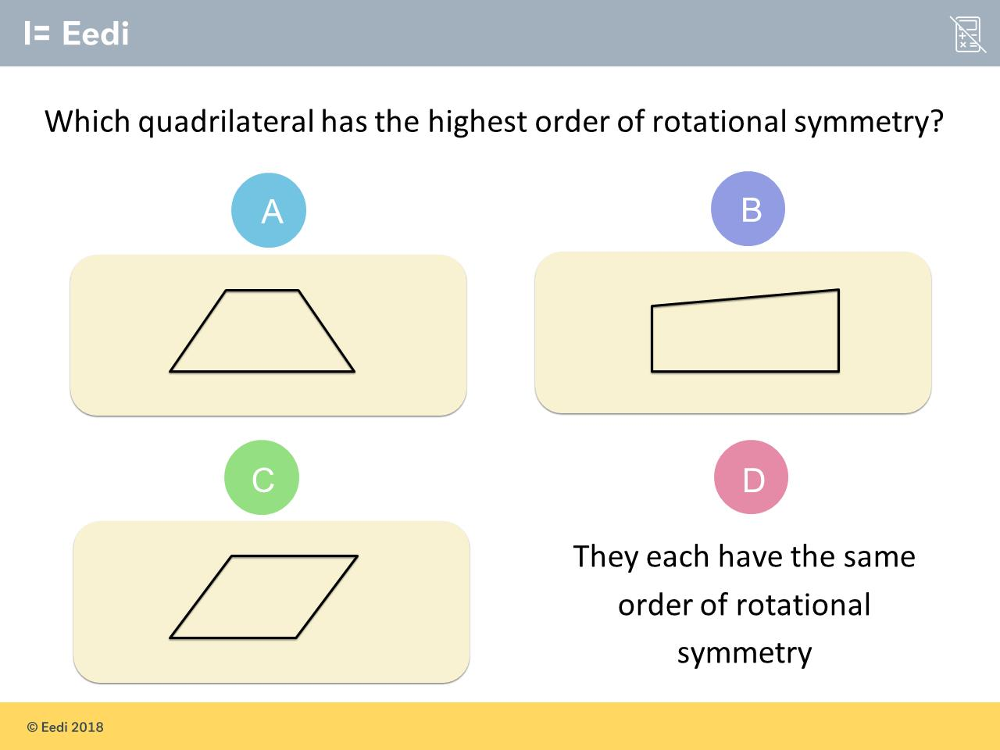 Eedi
Which quadrilateral has the highest order of rotational symmetry?
A
B
C
D
They each have the same
order of rotational
symmetry
© Eedi 2018